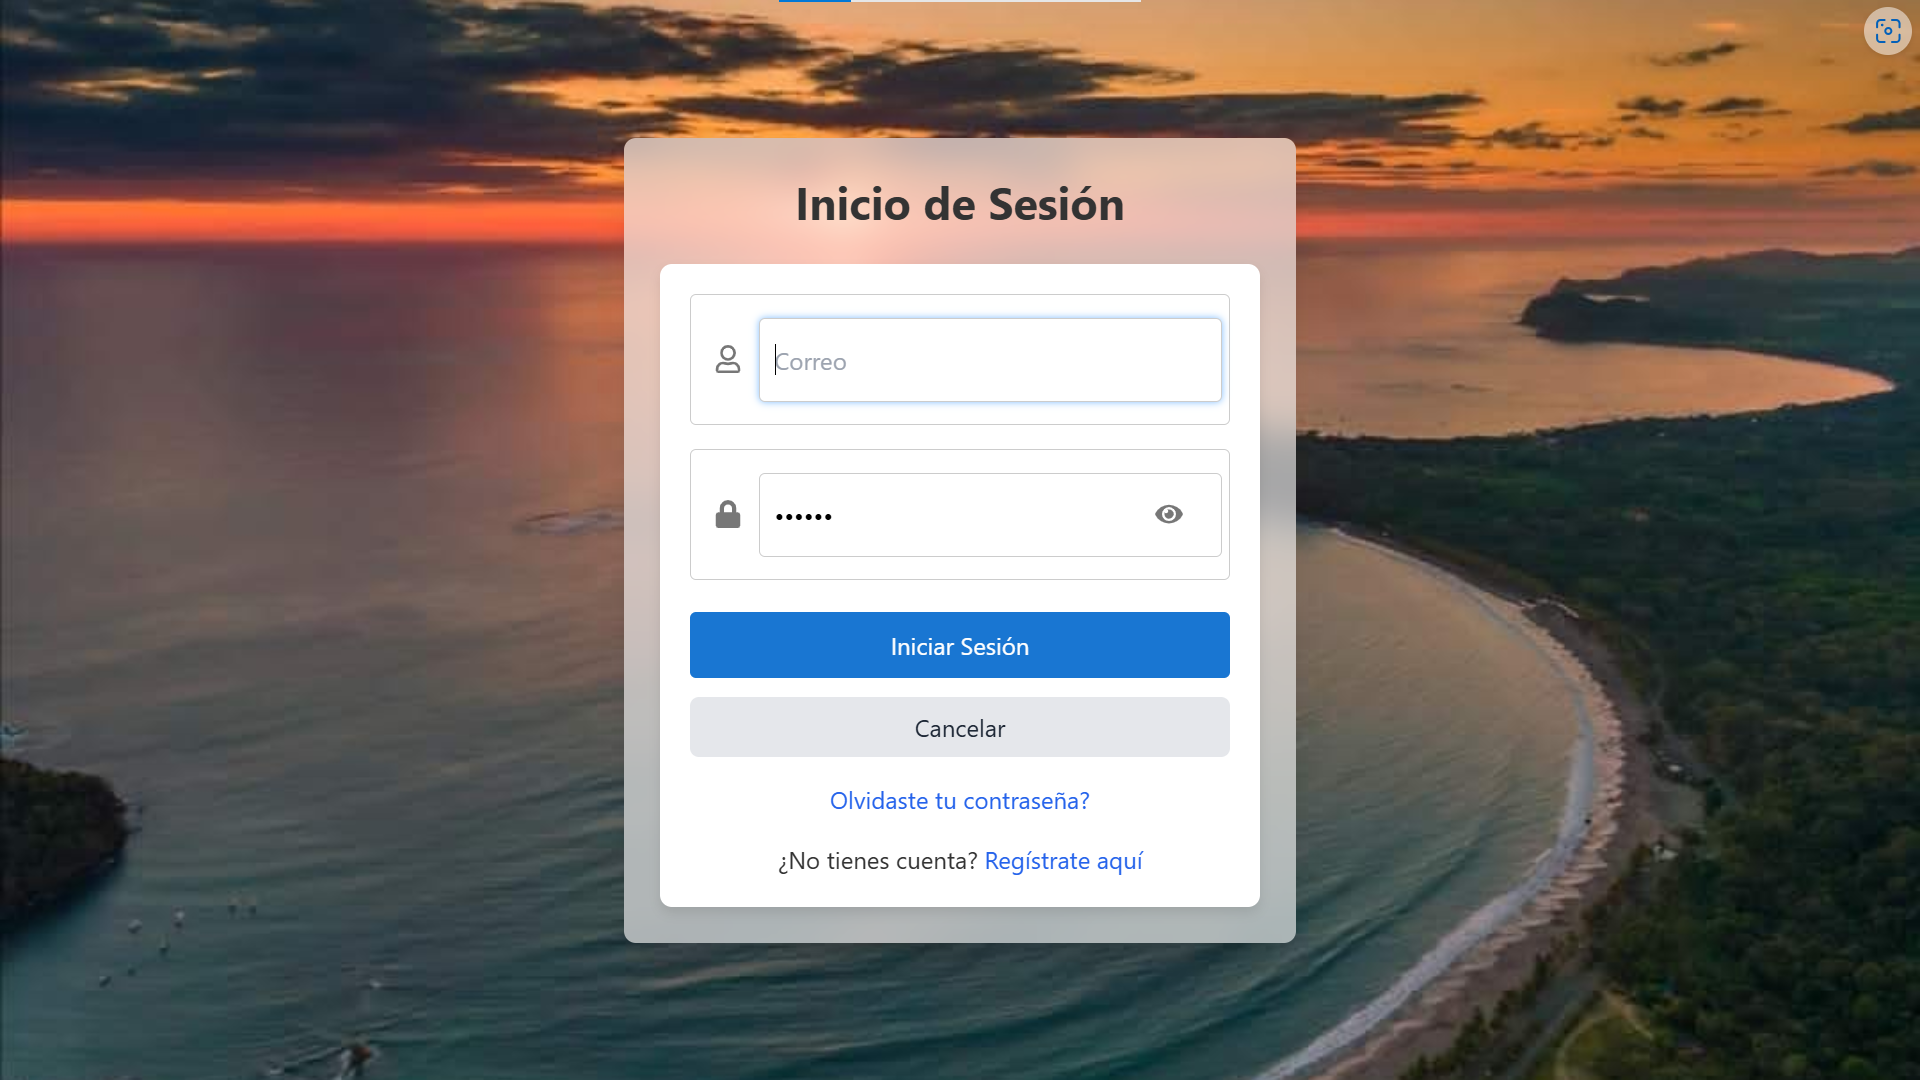 Inicio de Sesión
Correo
••••••
Iniciar Sesión
Cancelar
Olvidaste tu contraseña?
¿No tienes cuenta? Regístrate aquí